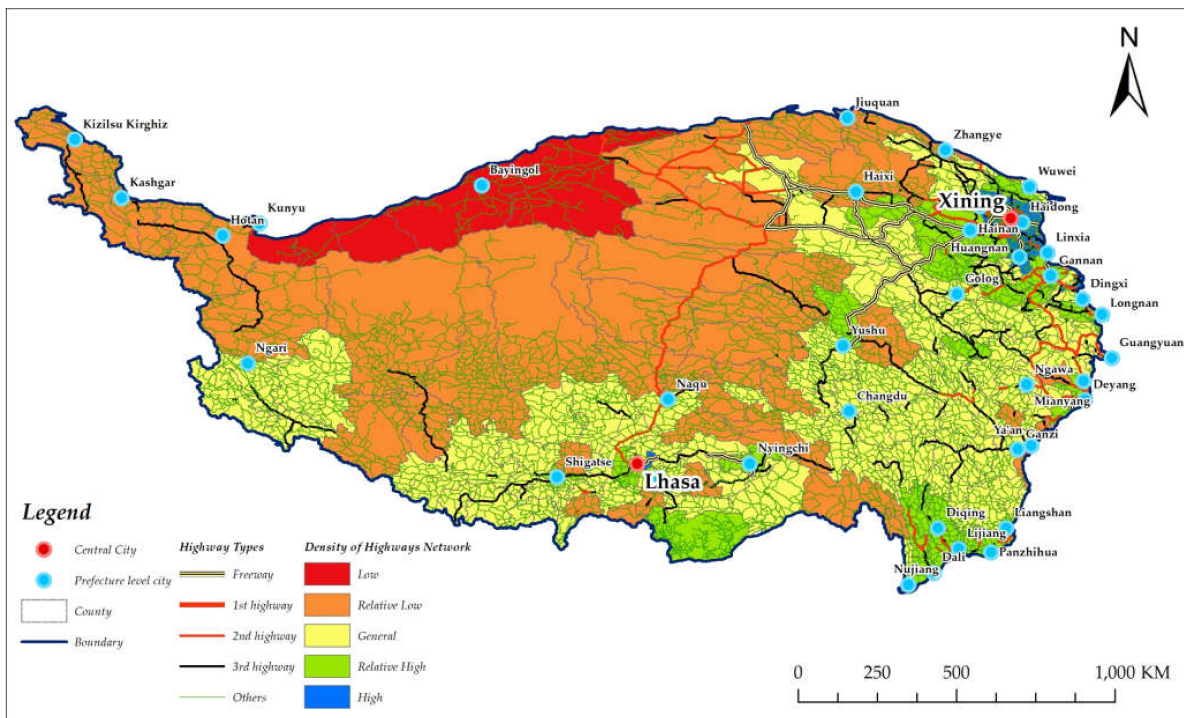 N
Jiuquan
Kizilsu Kirghiz
Zhangye
Wuwei
Bayingol
Haixi
Kashgar
Xining
Haidong
Kunyu
Hotan
Hainan
Huangnan
Linxia
Gannan
Golog
Dingxi
Longnan
Yushu
Guangyuan
Ngari
Ngawa
Deyang
Naqu
Changdu
Mianyang
Ya'an
Ganzi
Shigatse
Nyingchi
Lhasa
Diqing
Liangshan
Lijiang
Dali
Panzhihua
Nujiang
Legend
Central City
Prefecture level city
County
Boundary
Highway Types
Freeway
1st highway
2nd highway
3rd highway
Others
Density of Highways Network
Low
Relative Low
General
Relative High
High
0 250 500 1,000 KM